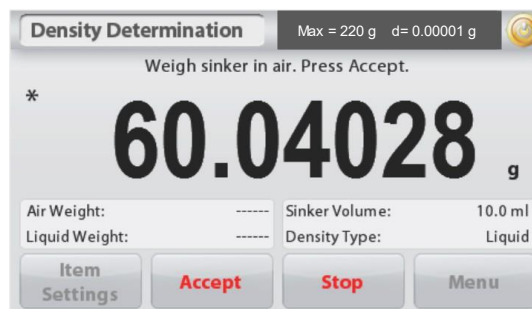 Density Determination Max = 220 g d= 0.00001 g
Weigh sinker in air. Press Accept.
*
60.04028 g
Air Weight: ------ Sinker Volume: 10.0 ml
Liquid Weight: ------ Density Type: Liquid
Item Settings Accept Stop Menu